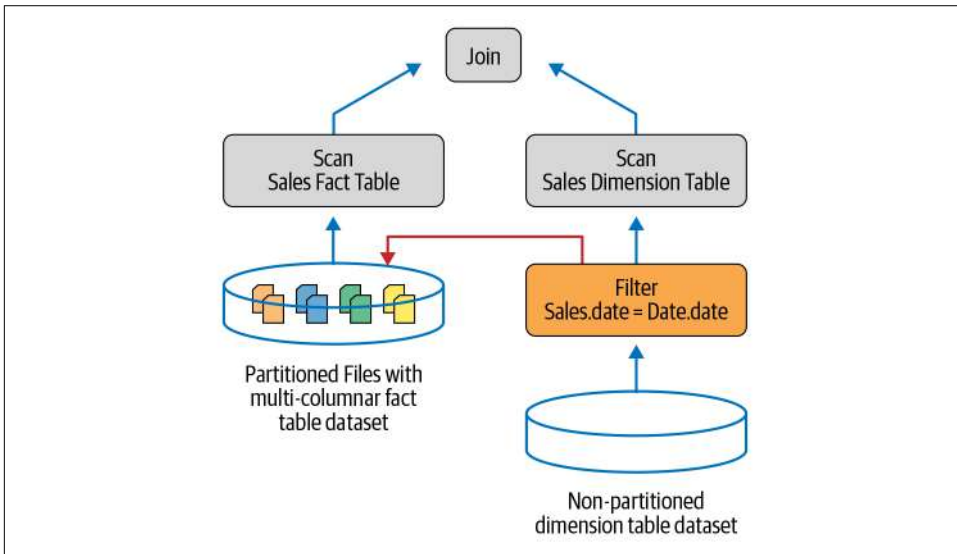 Join
Scan
Sales Fact Table
Scan
Sales Dimension Table
Filter
Sales.date = Date.date
Partitioned Files with
multi-columnar fact
table dataset
Non-partitioned
dimension table dataset